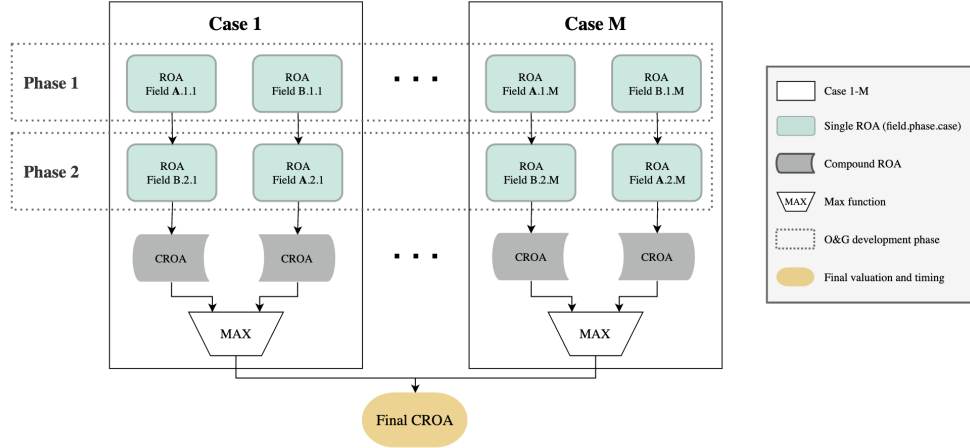 Case 1
Case M
Phase 1
ROA
Field A.1.1
ROA
Field B.1.1
ROA
Field A.1.M
ROA
Field B.1.M
Phase 2
ROA
Field B.2.1
ROA
Field A.2.1
ROA
Field B.2.M
ROA
Field A.2.M
CROA
CROA
CROA
CROA
MAX
MAX
Final CROA
Case 1-M
Single ROA (field.phase.case)
Compound ROA
MAX
Max function
O&G development phase
Final valuation and timing